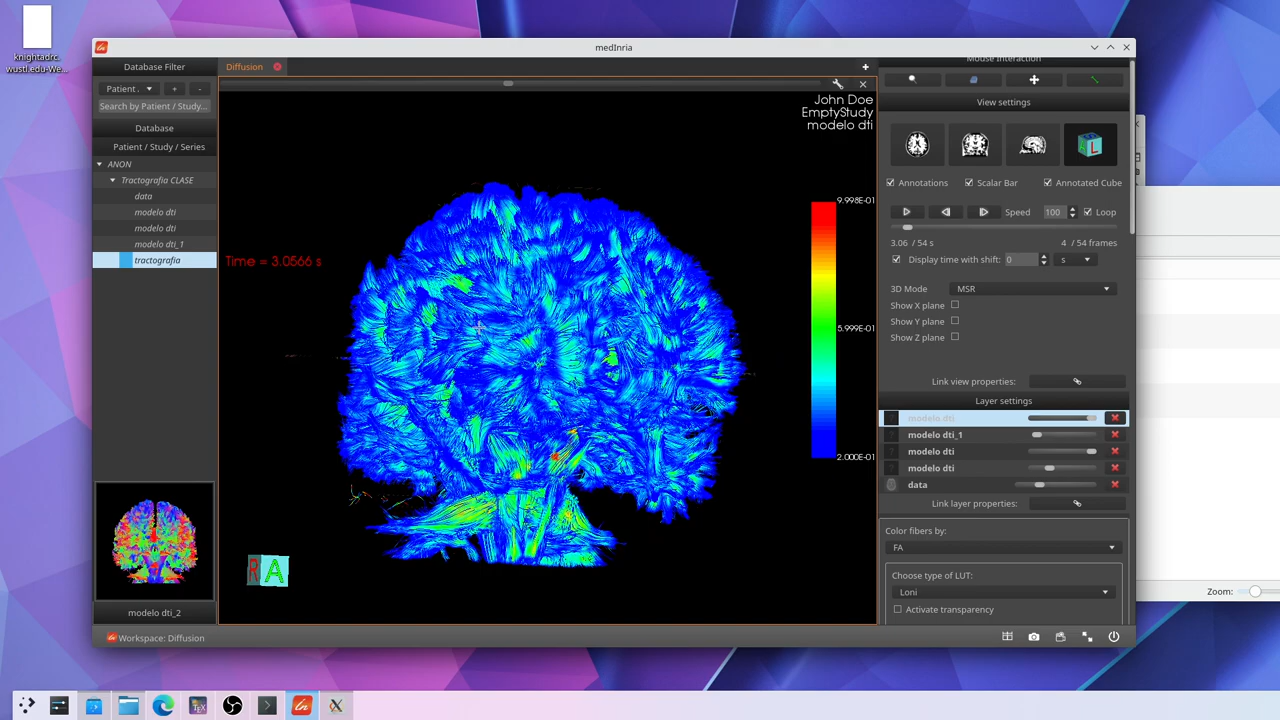 knightadrc.
wustl.edu-We...
medInria
Database Filter
Patient .
+
-
Search by Patient / Study...
Database
Patient / Study / Series
ANON
Tractografia CLASE
data
modelo dti
modelo dti
modelo dti_1
tractografia
modelo dti_2
Diffusion
+
John Doe
EmptyStudy
modelo dti
Time = 3.0566 s
9.998E-01
5.999E-01
2.000E-01
R A
Mouse Interaction
View settings
L
Annotations
Scalar Bar
Annotated Cube
Speed
100
Loop
3.06 / 54 s
4 / 54 frames
Display time with shift:
0
s
3D Mode
MSR
Show X plane
Show Y plane
Show Z plane
Link view properties:
Layer settings
modelo dti
modelo dti_1
modelo dti
modelo dti
data
Link layer properties:
Color fibers by:
FA
Choose type of LUT:
Loni
Activate transparency
Zoom:
Workspace: Diffusion